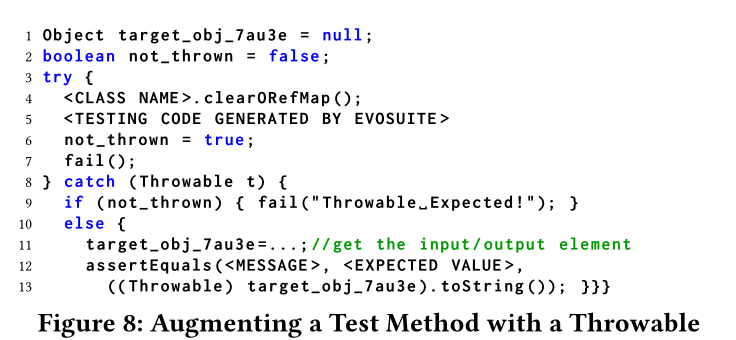 1 Object target_obj_7au3e = null;
2 boolean not_thrown = false;
3 try {
4 <CLASS NAME>.clearORefMap();
5 <TESTING CODE GENERATED BY EVOSUITE>
6 not_thrown = true;
7 fail();
8 } catch (Throwable t) {
9 if (not_thrown) { fail("Throwable␣Expected!"); }
10 else {
11 target_obj_7au3e=...;//get the input/output element
12 assertEquals(<MESSAGE>, <EXPECTED VALUE>,
13 ((Throwable) target_obj_7au3e).toString()); }}}
Figure 8: Augmenting a Test Method with a Throwable